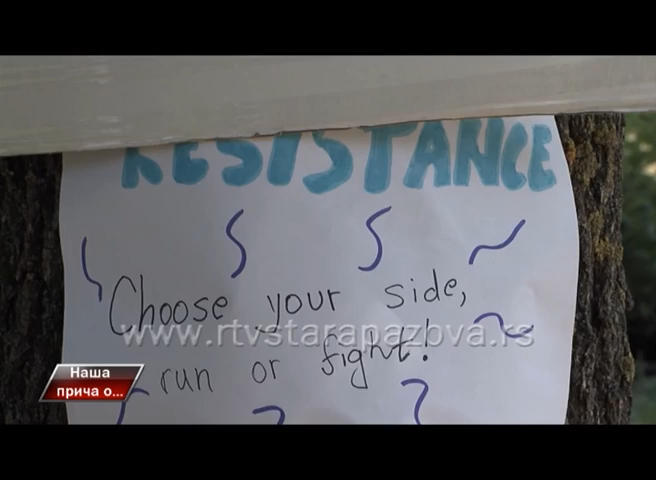 RESISTANCE
Choose your side,
www.rtvstarapazova.rs
run or fight!
Наша
прича о...